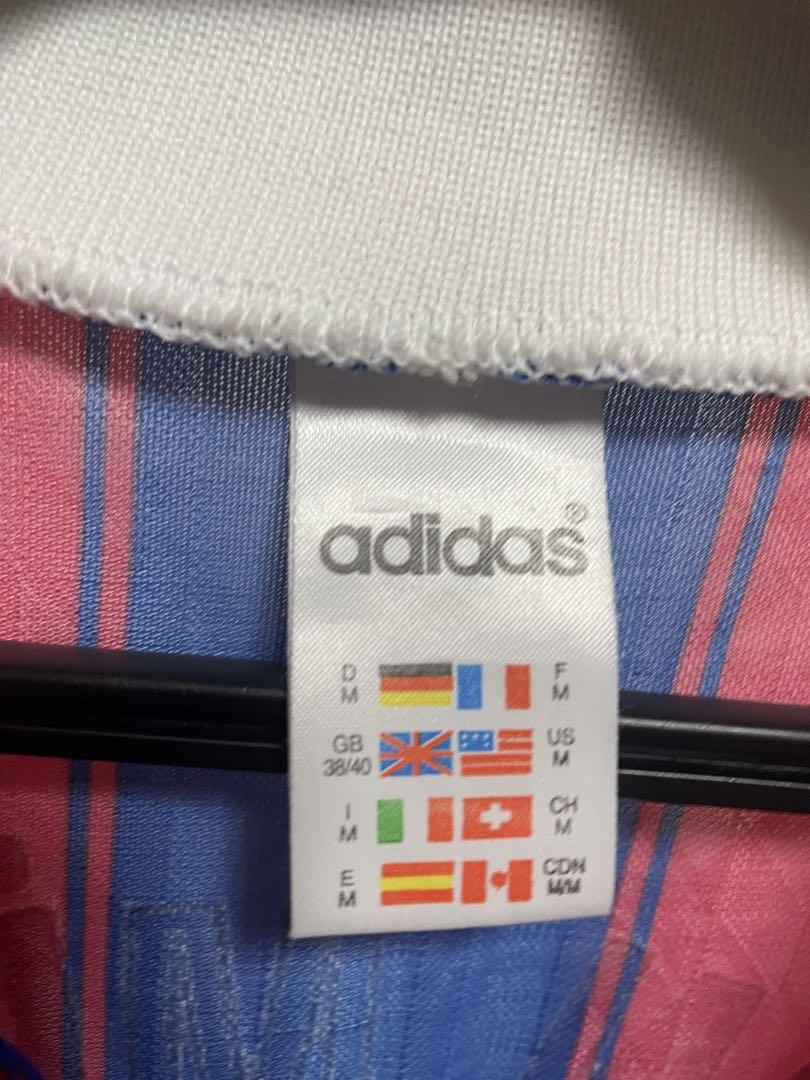 adidas®
D F
M M
GB US
38/40 M
I CH
M M
E CDN
M M/M